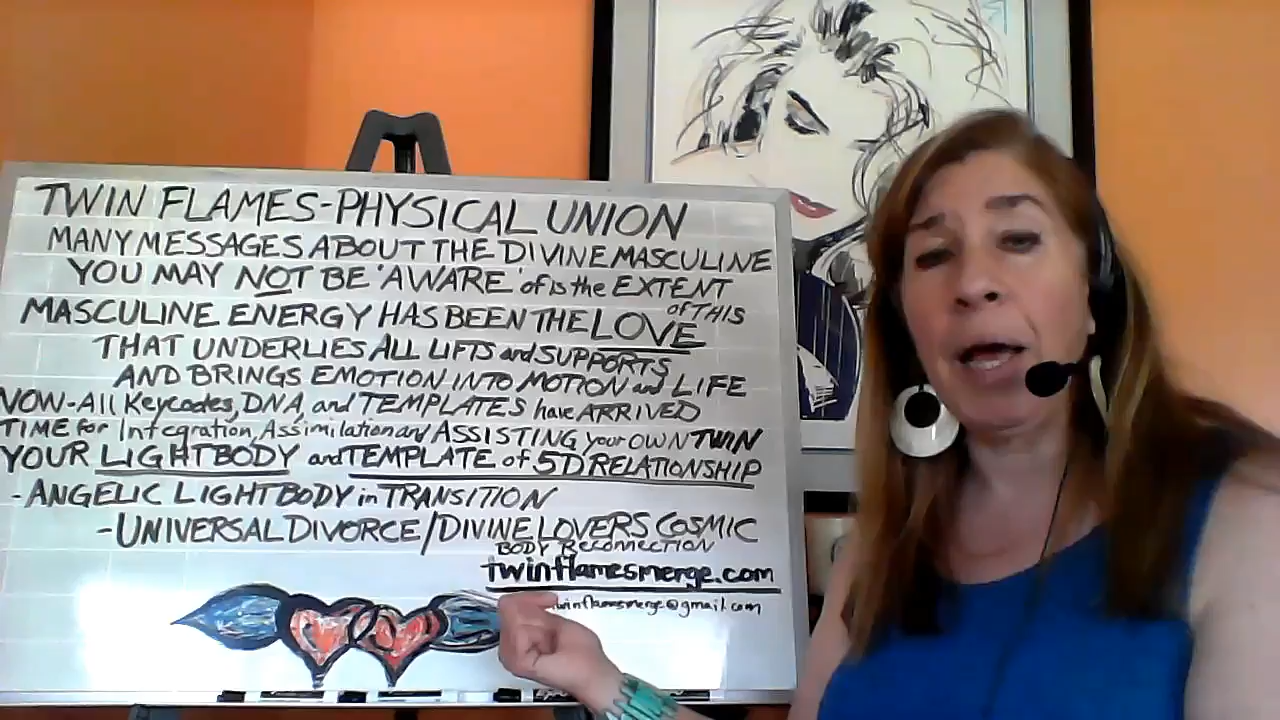 TWIN FLAMES-PHYSICAL UNION
MANY MESSAGES ABOUT THE DIVINE MASCULINE
YOU MAY NOT BE 'AWARE' of is the EXTENT
of THIS
MASCULINE ENERGY HAS BEEN THE LOVE
THAT UNDERLIES ALL LIFTS and SUPPORTS
AND BRINGS EMOTION INTO MOTION and LIFE
NOW-All Keycodes, DNA, and TEMPLATES have ARRIVED
TIME for Integration, Assimilation and ASSISTING your OWN TWIN
YOUR LIGHTBODY and TEMPLATE of 5D RELATIONSHIP
-ANGELIC LIGHTBODY in TRANSITION
-UNIVERSAL DIVORCE/DIVINE LOVERS COSMIC
BODY Reconnection
twinflamesmerge.com
twinflamesmerge@gmail.com